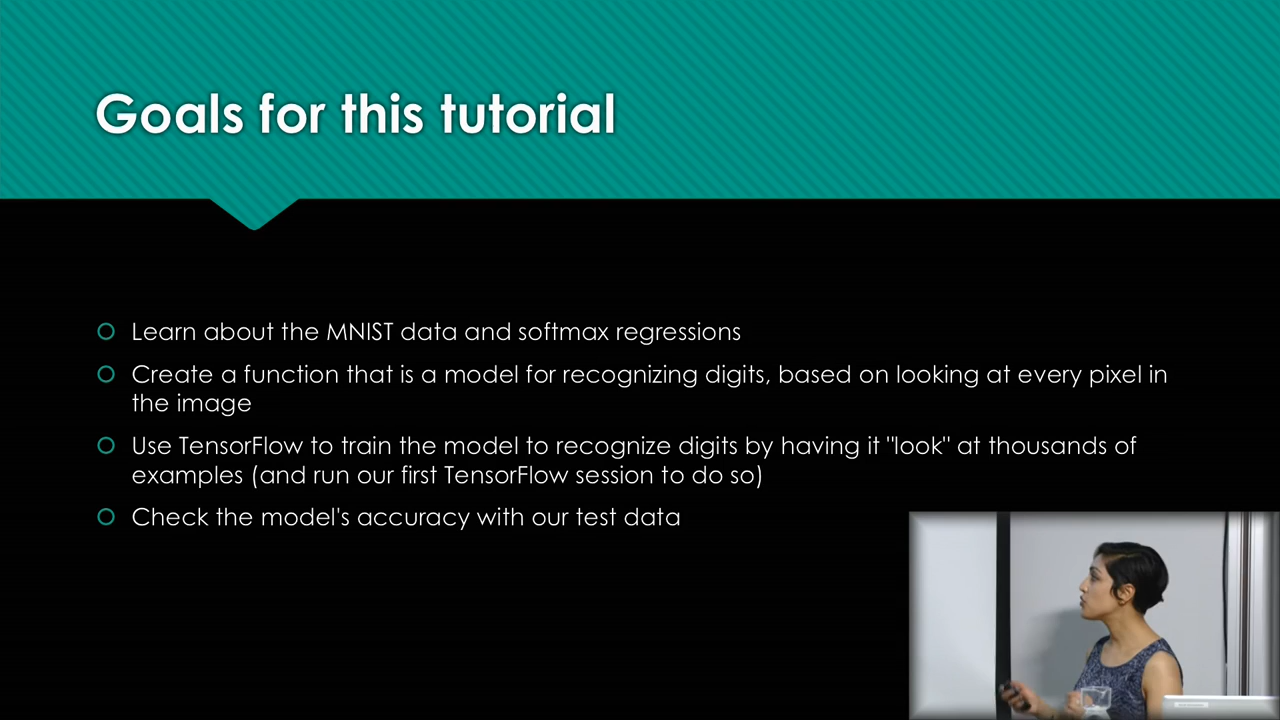 Goals for this tutorial
Learn about the MNIST data and softmax regressions
Create a function that is a model for recognizing digits, based on looking at every pixel in
the image
Use TensorFlow to train the model to recognize digits by having it "look" at thousands of
examples (and run our first TensorFlow session to do so)
Check the model's accuracy with our test data